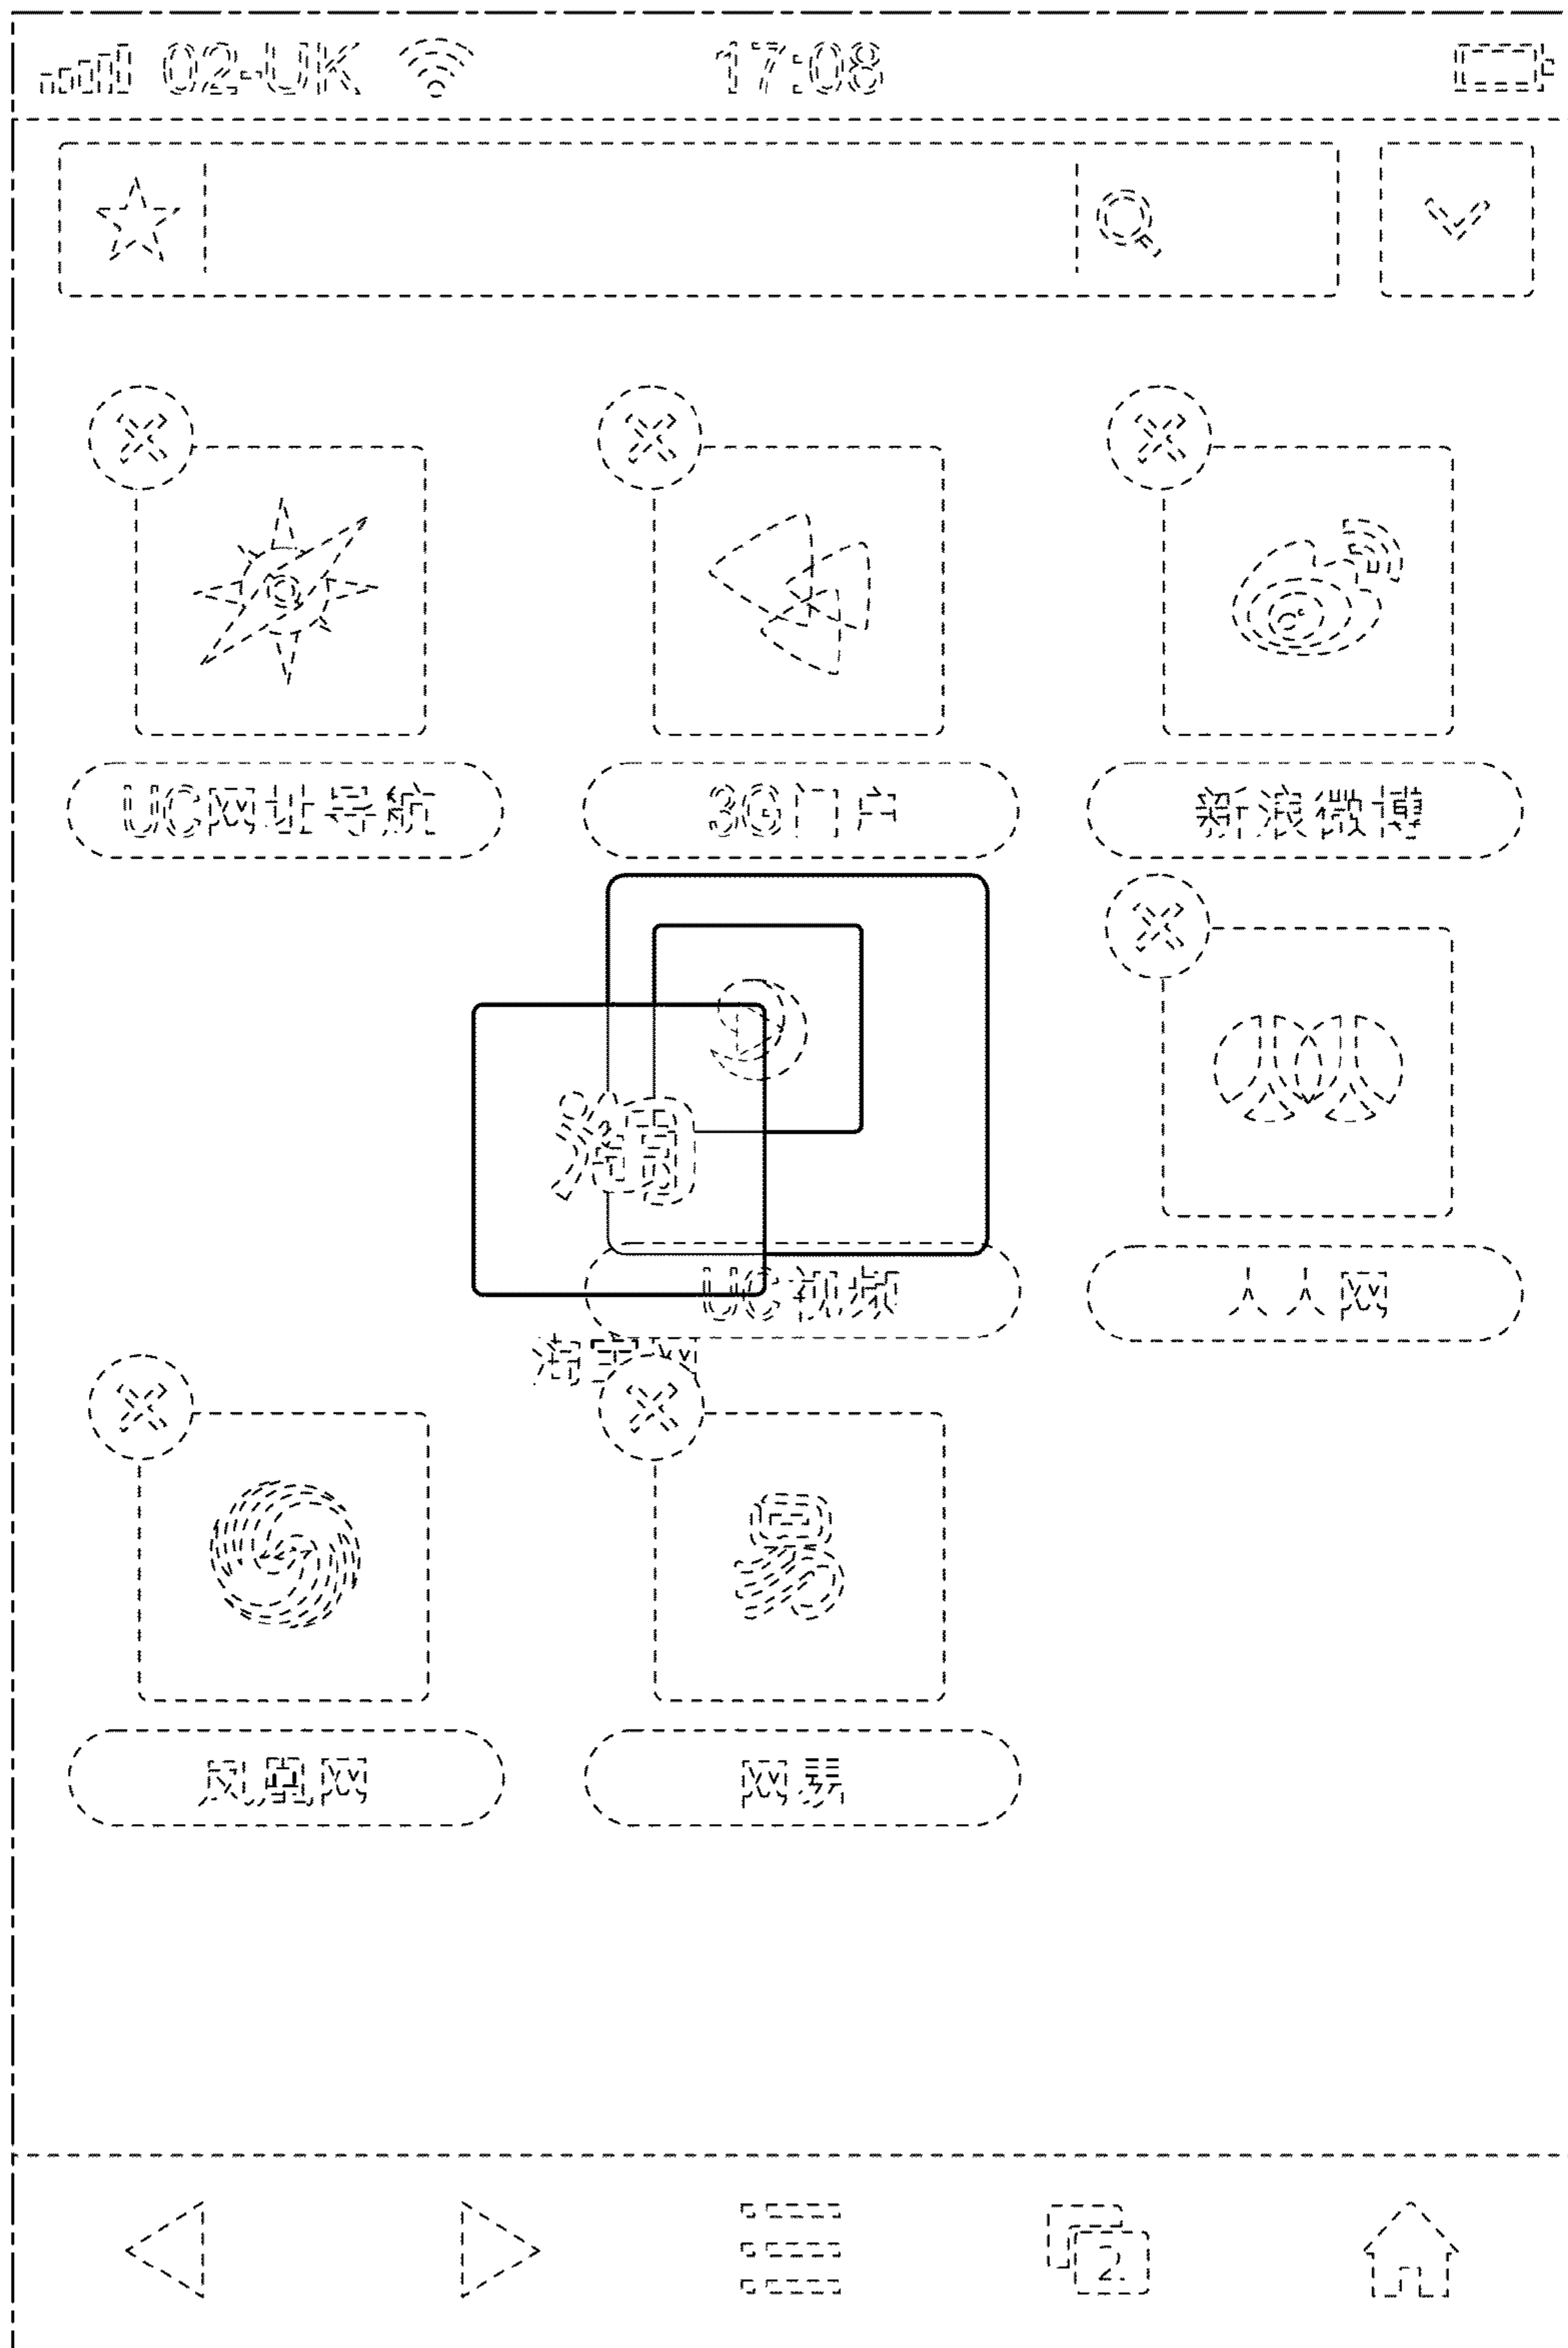 02-UK 17:08
UC网址导航 3G门户 新浪微博
淘宝
UC视频 人人网
淘宝网
凤凰网 网易
2